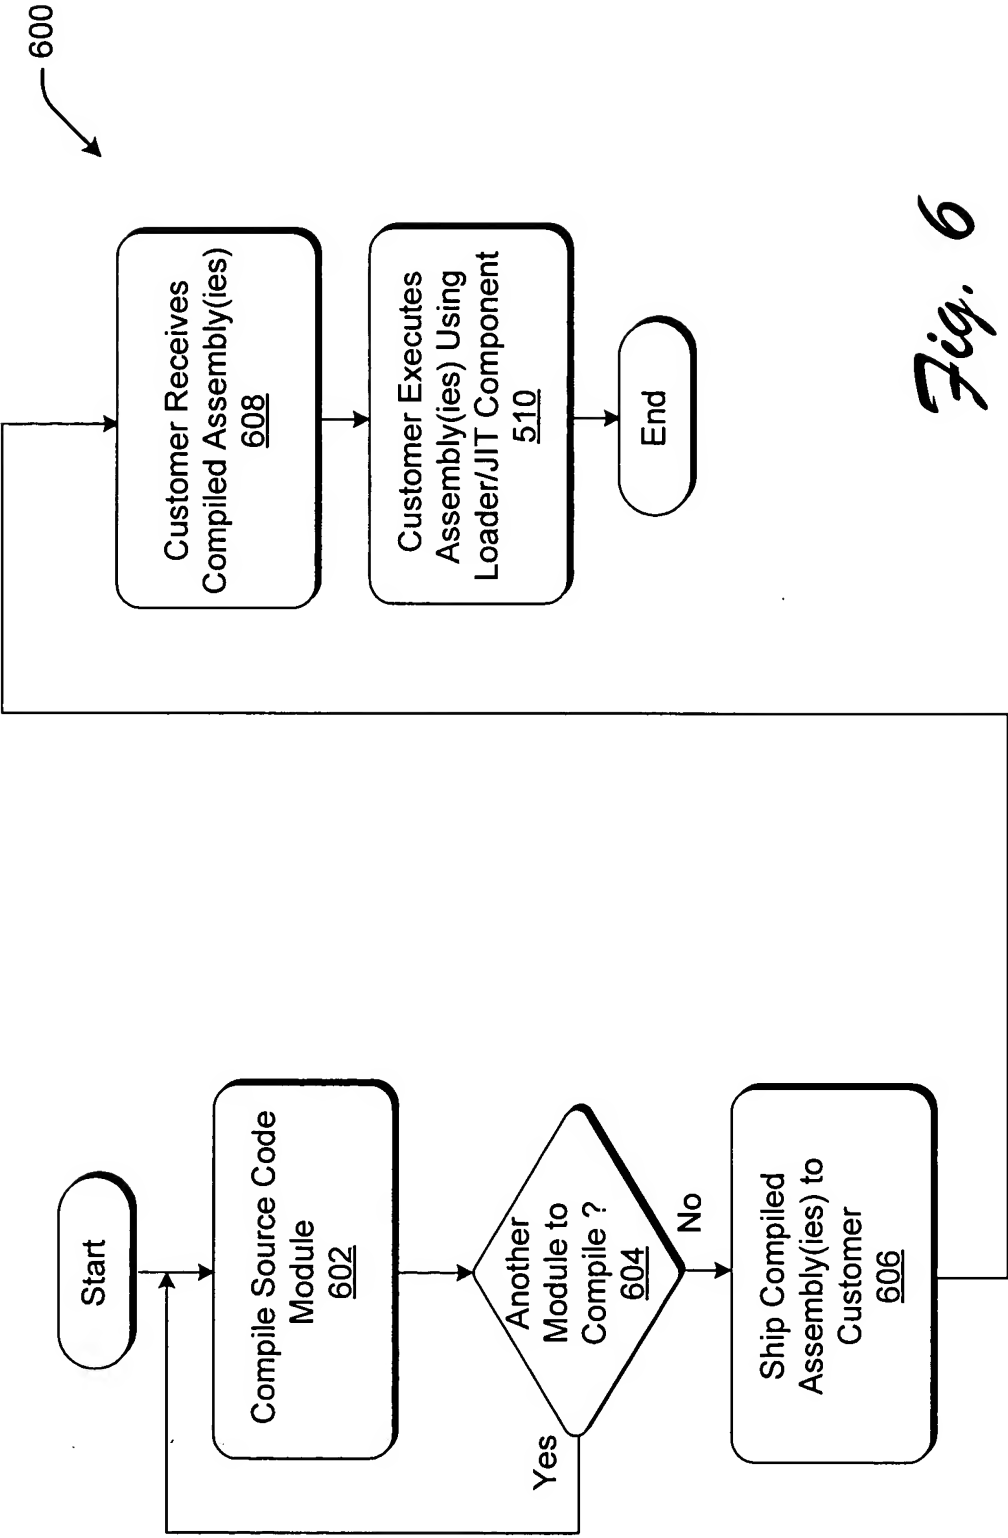 600
Start
Compile Source Code
Module
602
Another
Module to
Compile ?
604
Yes
No
Ship Compiled
Assembly(ies) to
Customer
606
Customer Receives
Compiled Assembly(ies)
608
Customer Executes
Assembly(ies) Using
Loader/JIT Component
510
End
Fig. 6